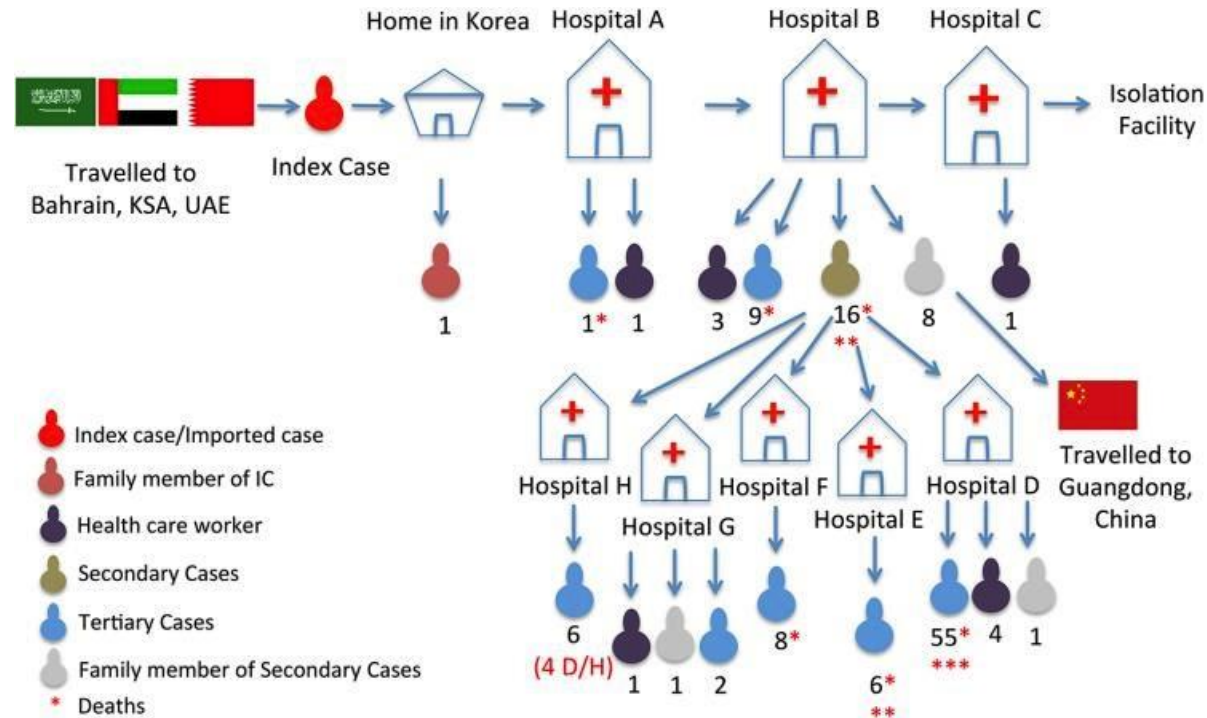 Home in Korea
Hospital A
Hospital B
Hospital C
Isolation
Facility
Index Case
Travelled to
Bahrain, KSA, UAE
1
1*
1
3
9*
16*
**
8
1
Index case/Imported case
Family member of IC
Health care worker
Secondary Cases
Tertiary Cases
Family member of Secondary Cases
* Deaths
Hospital H
Hospital G
Hospital F
Hospital E
Hospital D
Travelled to
Guangdong,
China
6
(4 D/H)
1
1
2
8*
6*
**
55*
***
4
1